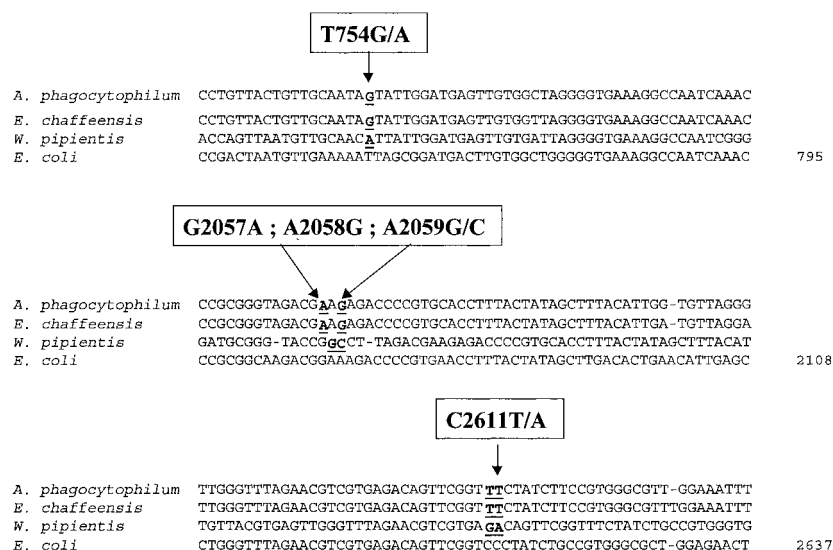 T754G/A
A. phagocytophilum CCTGTTACTGTTGCAATAGTATTGGATGAGTTGTGGCTAGGGGTGAAAGGCCAATCAAAC
E. chaffeensis CCTGTTACTGTTGCAATAGTATTGGATGAGTTGTGGTTAGGGGTGAAAGGCCAATCAAAC
W. pipientis ACCAGTTAATGTTGCAACATTATTGGATGAGTTGTGATTAGGGGTGAAAGGCCAATCGGG
E. coli CCGACTAATGTTGAAAAATTAGCGGATGACTTGTGGCTGGGGGTGAAAGGCCAATCAAAC 795
G2057A ; A2058G ; A2059G/C
A. phagocytophilum CCGCGGGTAGACGAAGAGACCCCGTGCACCTTTACTATAGCTTTACATTGG-TGTTAGGG
E. chaffeensis CCGCGGGTAGACGAAGAGACCCCGTGCACCTTTACTATAGCTTTACATTGA-TGTTAGGA
W. pipientis GATGCGGG-TACCGGCCT-TAGACGAAGAGACCCCGTGCACCTTTACTATAGCTTTACAT
E. coli CCGCGGCAAGACGGAAAGACCCCGTGAACCTTTACTATAGCTTGACACTGAACATTGAGC 2108
C2611T/A
A. phagocytophilum TTGGGTTTAGAACGTCGTGAGACAGTTCGGTTTCTATCTTCCGTGGGCGTT-GGAAATTT
E. chaffeensis TTGGGTTTAGAACGTCGTGAGACAGTTCGGTTTCTATCTTCCGTGGGCGTTTGGAAATTT
W. pipientis TGTTACGTGAGTTGGGTTTAGAACGTCGTGAGACAGTTCGGTTTCTATCTGCCGTGGGTG
E. coli CTGGGTTTAGAACGTCGTGAGACAGTTCGGTCCCTATCTGCCGTGGGCGCT-GGAGAACT 2637